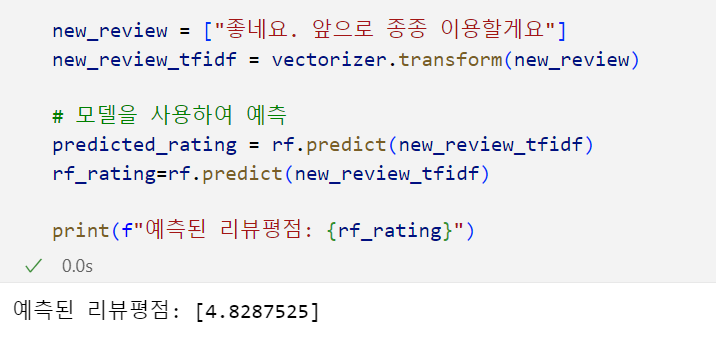 new_review = ["좋네요. 앞으로 종종 이용할게요"]
new_review_tfidf = vectorizer.transform(new_review)
# 모델을 사용하여 예측
predicted_rating = rf.predict(new_review_tfidf)
rf_rating=rf.predict(new_review_tfidf)
print(f"예측된 리뷰평점: {rf_rating}")
✓ 0.0s
예측된 리뷰평점: [4.8287525]